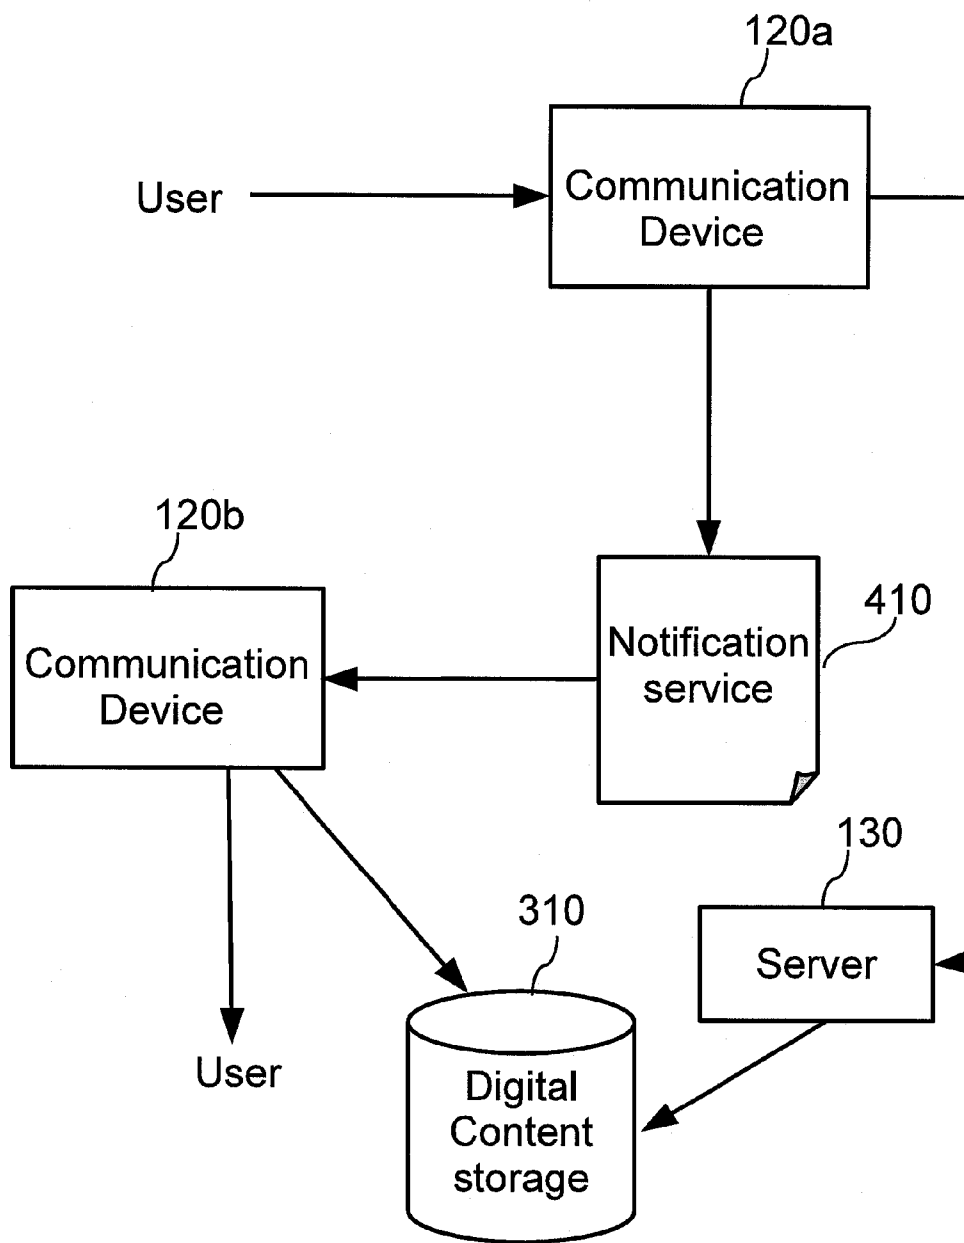 120a
User
Communication
Device
120b
Communication
Device
Notification
service
410
130
Server
310
Digital
Content
storage
User